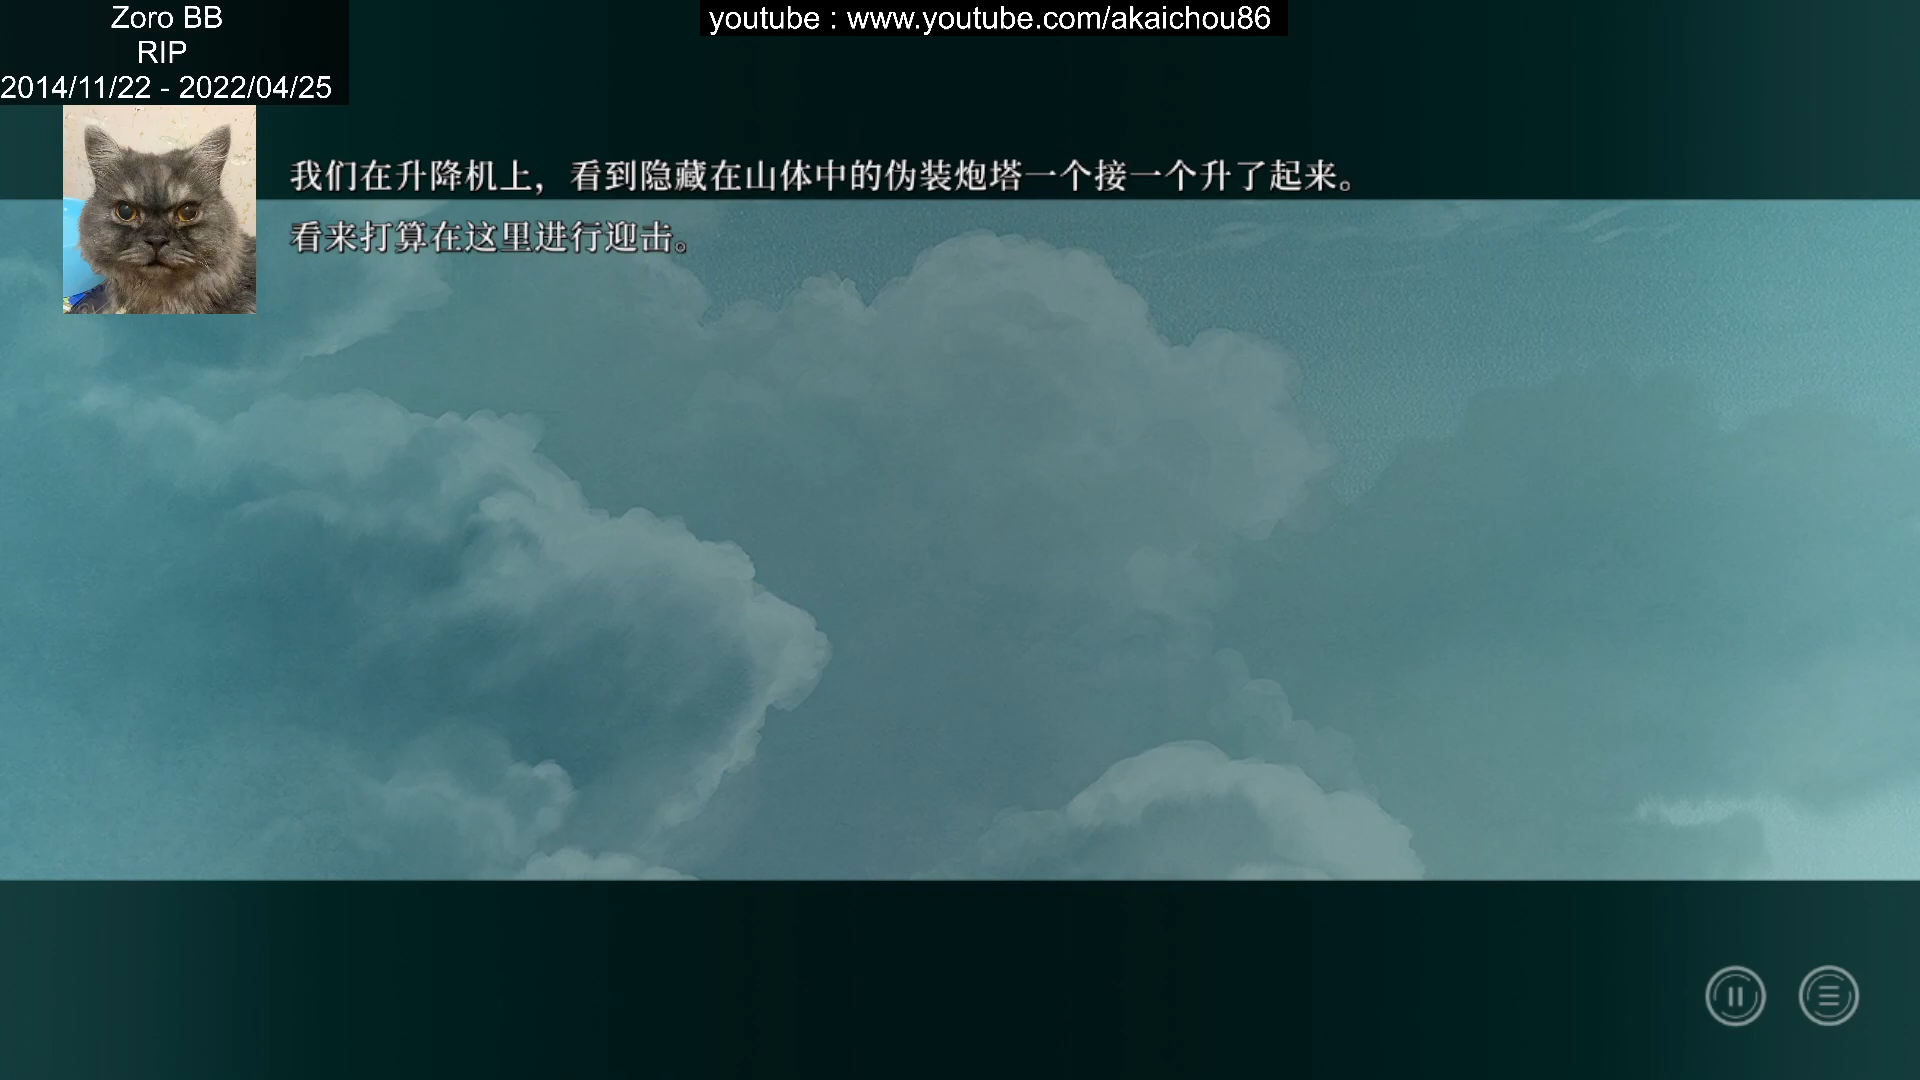 Zoro BB
RIP
2014/11/22 - 2022/04/25
youtube : www.youtube.com/akaichou86
我们在升降机上，看到隐藏在山体中的伪装炮塔一个接一个升了起来。
看来打算在这里进行迎击。